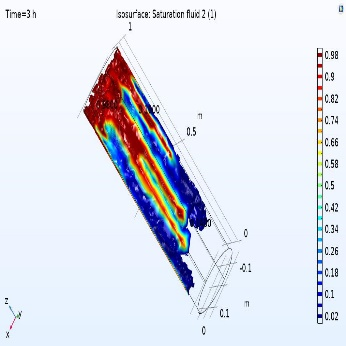 Time=3 h
Isosurface: Saturation fluid 2 (1)
1
m
0.5
0
-0.1
m
0.1
0
0.98
0.9
0.82
0.74
0.66
0.58
0.5
0.42
0.34
0.26
0.18
0.1
0.02
z
y
x